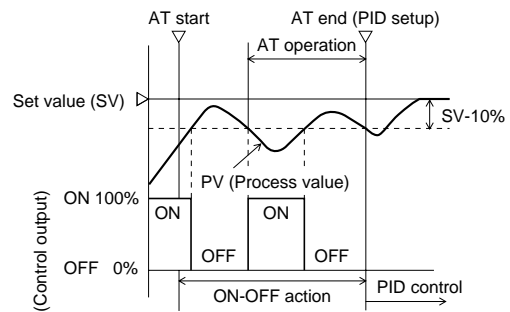 AT start
AT end (PID setup)
AT operation
Set value (SV)
SV-10%
PV (Process value)
(Control output)
ON 100%
ON
ON
OFF
OFF
OFF 0%
ON-OFF action
PID control